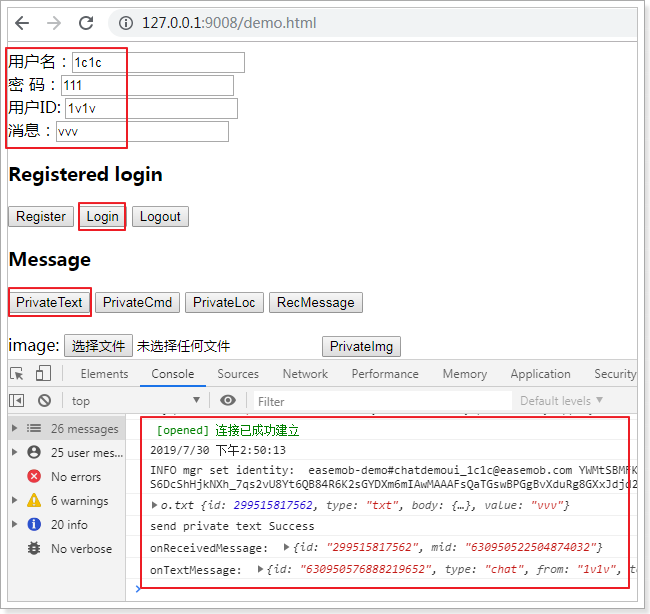 127.0.0.1:9008/demo.html
用户名：1c1c
密 码：111
用户ID: 1v1v
消息：vvv
Registered login
Register Login Logout
Message
PrivateText PrivateCmd PrivateLoc RecMessage
image: 选择文件 未选择任何文件 PrivateImg
Elements Console Sources Network Performance Memory Application Security
top Filter Default levels
26 messages
25 user mes...
No errors
6 warnings
20 info
No verbose
[opened] 连接已成功建立
2019/7/30 下午2:50:13
INFO mgr set identity: easemob-demo#chatdemoui_1c1c@easemob.com
o.txt {id: 299515817562, type: "txt", body: {…}, value: "vvv"}
send private text Success
onReceivedMessage: {id: "299515817562", mid: "630950522504874032"}
onTextMessage: {id: "630950576888219652", type: "chat", from: "1v1v",